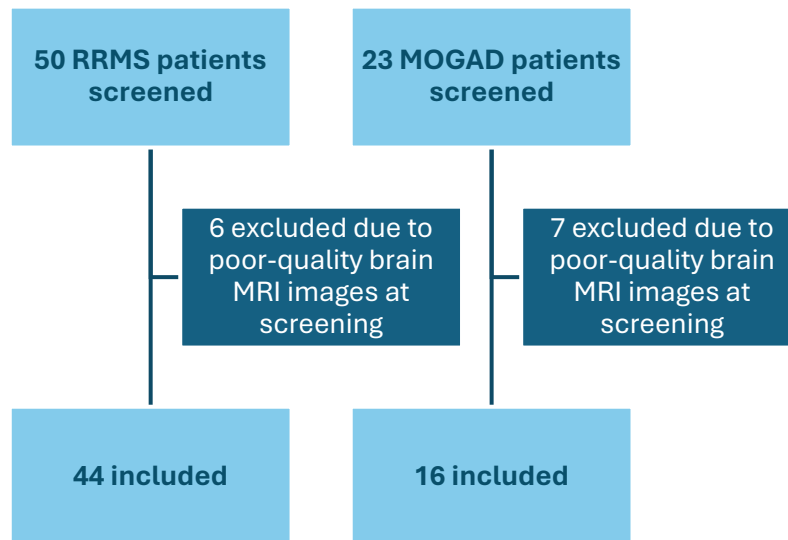 50 RRMS patients
screened
23 MOGAD patients
screened
6 excluded due to
poor-quality brain
MRI images at
screening
7 excluded due to
poor-quality brain
MRI images at
screening
44 included
16 included